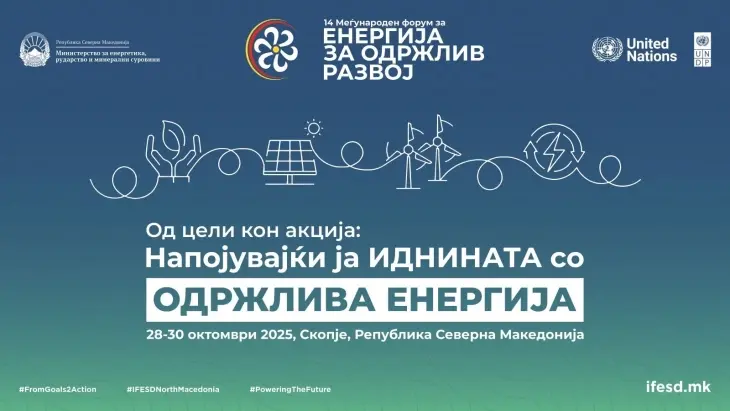 Република Северна Македонија
Министерство за енергетика,
рударство и минерални суровини
14 Меѓународен форум за
ЕНЕРГИЈА
ЗА ОДРЖЛИВ
РАЗВОЈ
United
Nations
U N
D P
Од цели кон акција:
Напојувајќи ја ИДНИНАТА со
ОДРЖЛИВА ЕНЕРГИЈА
28-30 октомври 2025, Скопје, Република Северна Македонија
#FromGoals2Action
#IFESDNorthMacedonia
#PoweringTheFuture
ifesd.mk